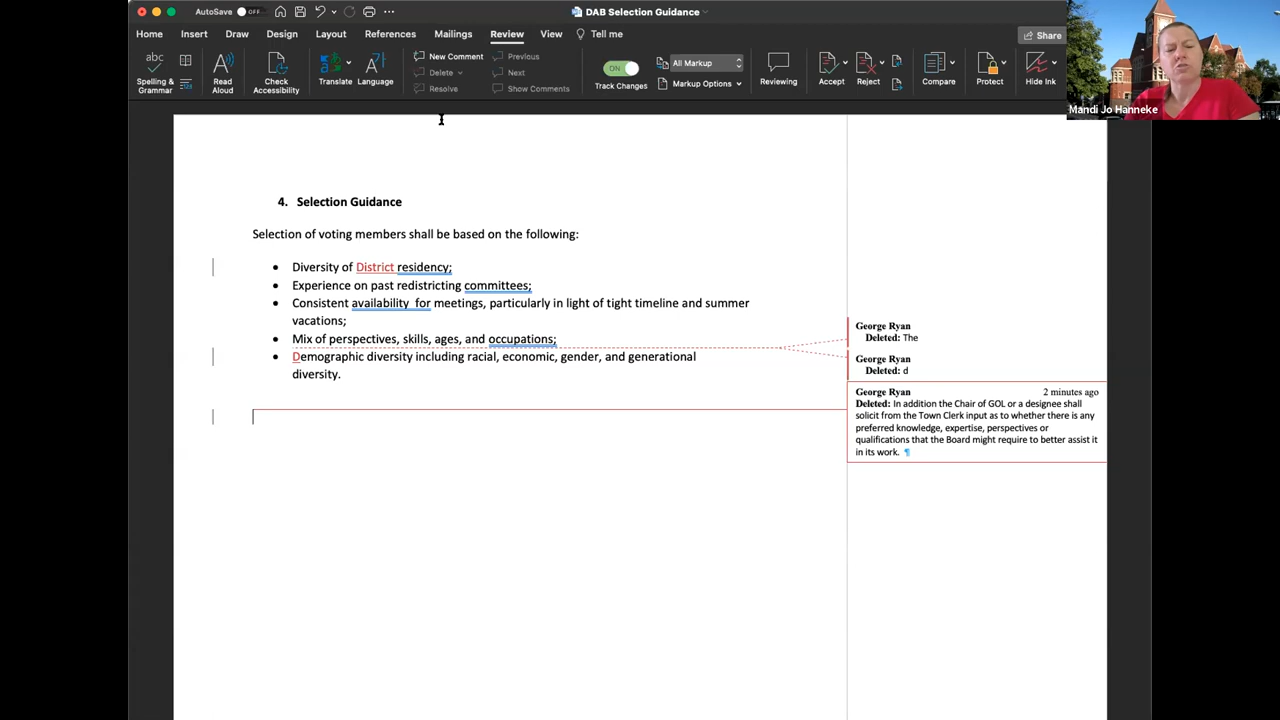 AutoSave OFF DAB Selection Guidance
Home Insert Draw Design Layout References Mailings Review View Tell me Share
abc Spelling & Grammar
Read Aloud
Check Accessibility
Translate
Language
New Comment
Delete
Resolve
Previous
Next
Show Comments
ON
Track Changes
All Markup
Markup Options
Reviewing
Accept
Reject
Compare
Protect
Hide Ink
Mandi Jo Hanneke
4. Selection Guidance
Selection of voting members shall be based on the following:
• Diversity of District residency;
• Experience on past redistricting committees;
• Consistent availability  for meetings, particularly in light of tight timeline and summer
vacations;
• Mix of perspectives, skills, ages, and occupations;
• Demographic diversity including racial, economic, gender, and generational
diversity.
George Ryan
Deleted: The
George Ryan
Deleted: d
George Ryan 2 minutes ago
Deleted: In addition the Chair of GOL or a designee shall
solicit from the Town Clerk input as to whether there is any
preferred knowledge, expertise, perspectives or
qualifications that the Board might require to better assist it
in its work. ¶